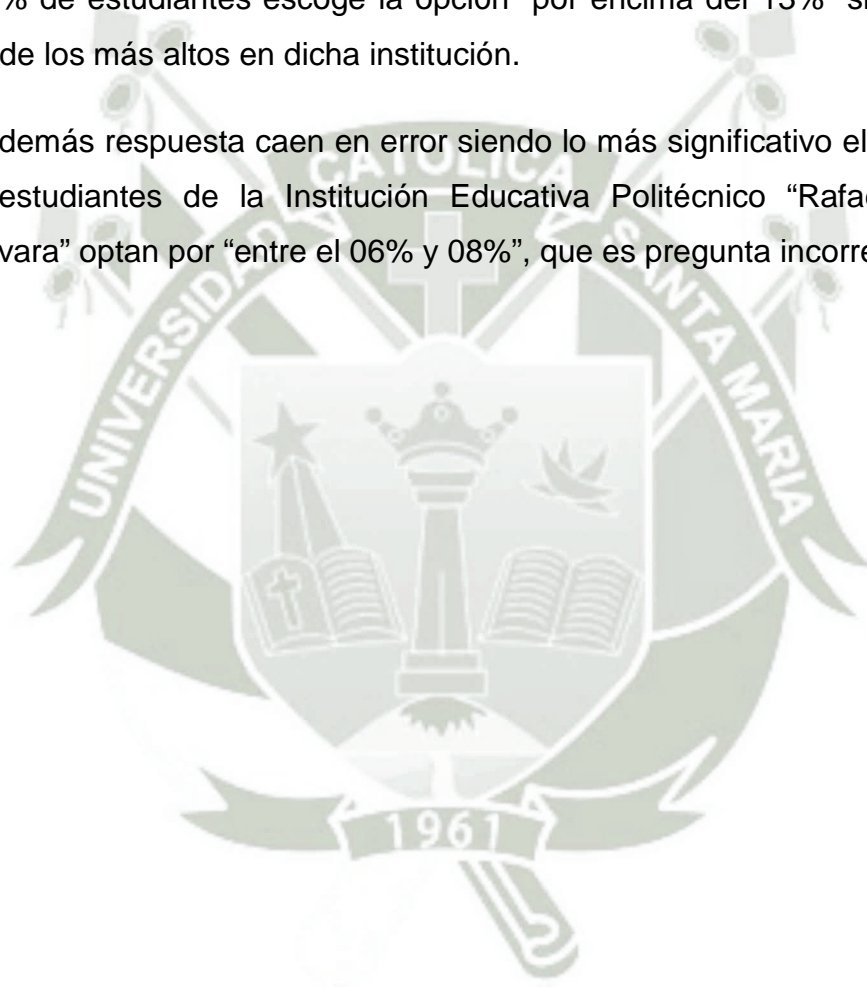 % de estudiantes escoge la opción "por encima del 13%"
de los más altos en dicha institución.
demás respuesta caen en error siendo lo más significativo el
estudiantes de la Institución Educativa Politécnico “Rafa
vara” optan por “entre el 06% y 08%”, que es pregunta incorre
UNIVERSIDAD CATOLICA SANTA MARIA
1961